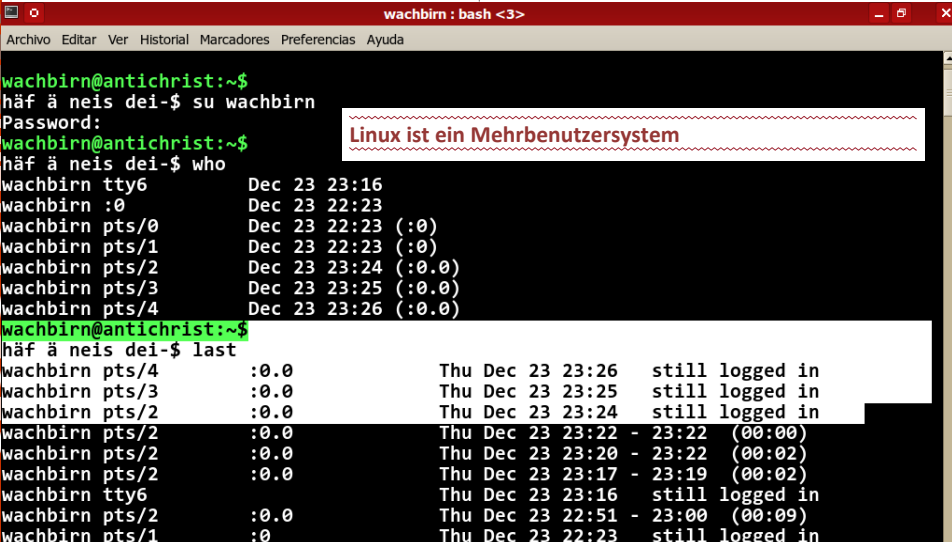 wachbirn : bash <3>
Archivo Editar Ver Historial Marcadores Preferencias Ayuda
wachbirn@antichrist:~$
häf ä neis dei-$ su wachbirn
Password:
Linux ist ein Mehrbenutzersystem
wachbirn@antichrist:~$
häf ä neis dei-$ who
wachbirn tty6         Dec 23 23:16
wachbirn :0           Dec 23 22:23
wachbirn pts/0        Dec 23 22:23 (:0)
wachbirn pts/1        Dec 23 22:23 (:0)
wachbirn pts/2        Dec 23 23:24 (:0.0)
wachbirn pts/3        Dec 23 23:25 (:0.0)
wachbirn pts/4        Dec 23 23:26 (:0.0)
wachbirn@antichrist:~$
häf ä neis dei-$ last
wachbirn pts/4        :0.0             Thu Dec 23 23:26   still logged in
wachbirn pts/3        :0.0             Thu Dec 23 23:25   still logged in
wachbirn pts/2        :0.0             Thu Dec 23 23:24   still logged in
wachbirn pts/2        :0.0             Thu Dec 23 23:22 - 23:22  (00:00)
wachbirn pts/2        :0.0             Thu Dec 23 23:20 - 23:22  (00:02)
wachbirn pts/2        :0.0             Thu Dec 23 23:17 - 23:19  (00:02)
wachbirn tty6                          Thu Dec 23 23:16   still logged in
wachbirn pts/2        :0.0             Thu Dec 23 22:51 - 23:00  (00:09)
wachbirn pts/1        :0               Thu Dec 23 22:23   still logged in